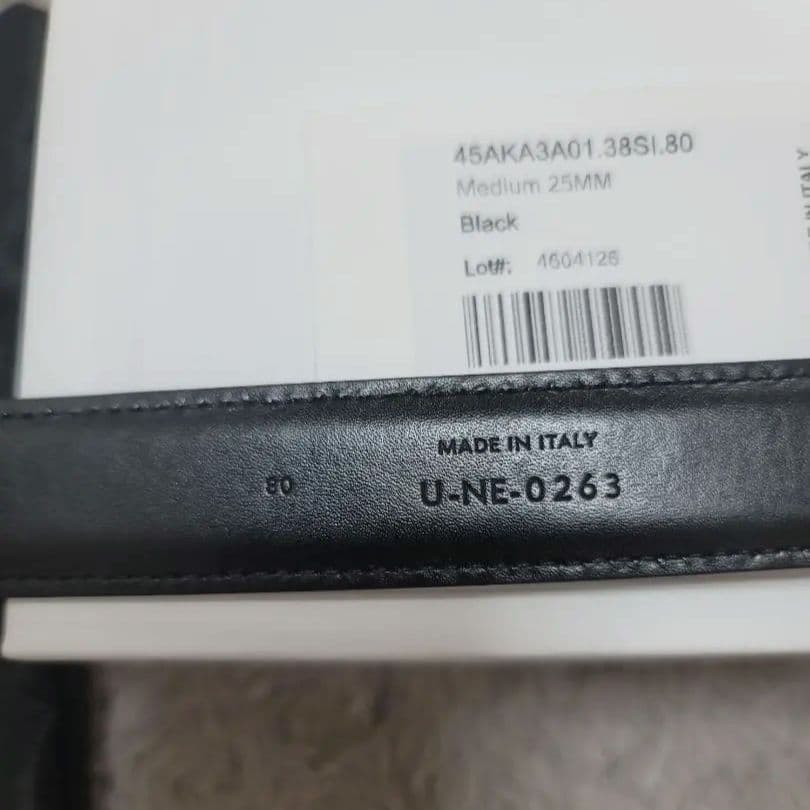 45AKA3A01.38SI.80
Medium 25MM
Black
Lot#: 4604126
MADE IN ITALY
80
U-NE-0263